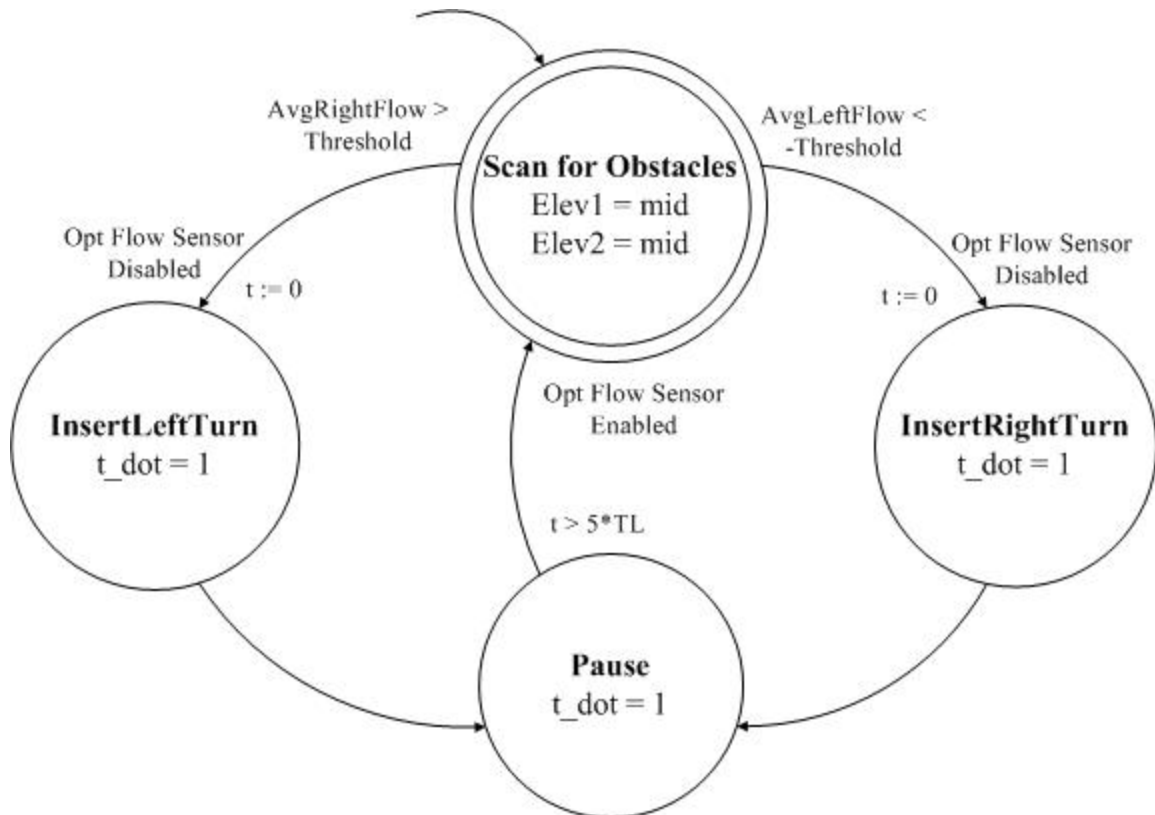 AvgRightFlow >
Threshold
AvgLeftFlow <
-Threshold
Scan for Obstacles
Elev1 = mid
Elev2 = mid
Opt Flow Sensor
Disabled
t := 0
Opt Flow Sensor
Disabled
t := 0
Opt Flow Sensor
Enabled
InsertLeftTurn
t_dot = 1
InsertRightTurn
t_dot = 1
t > 5*TL
Pause
t_dot = 1